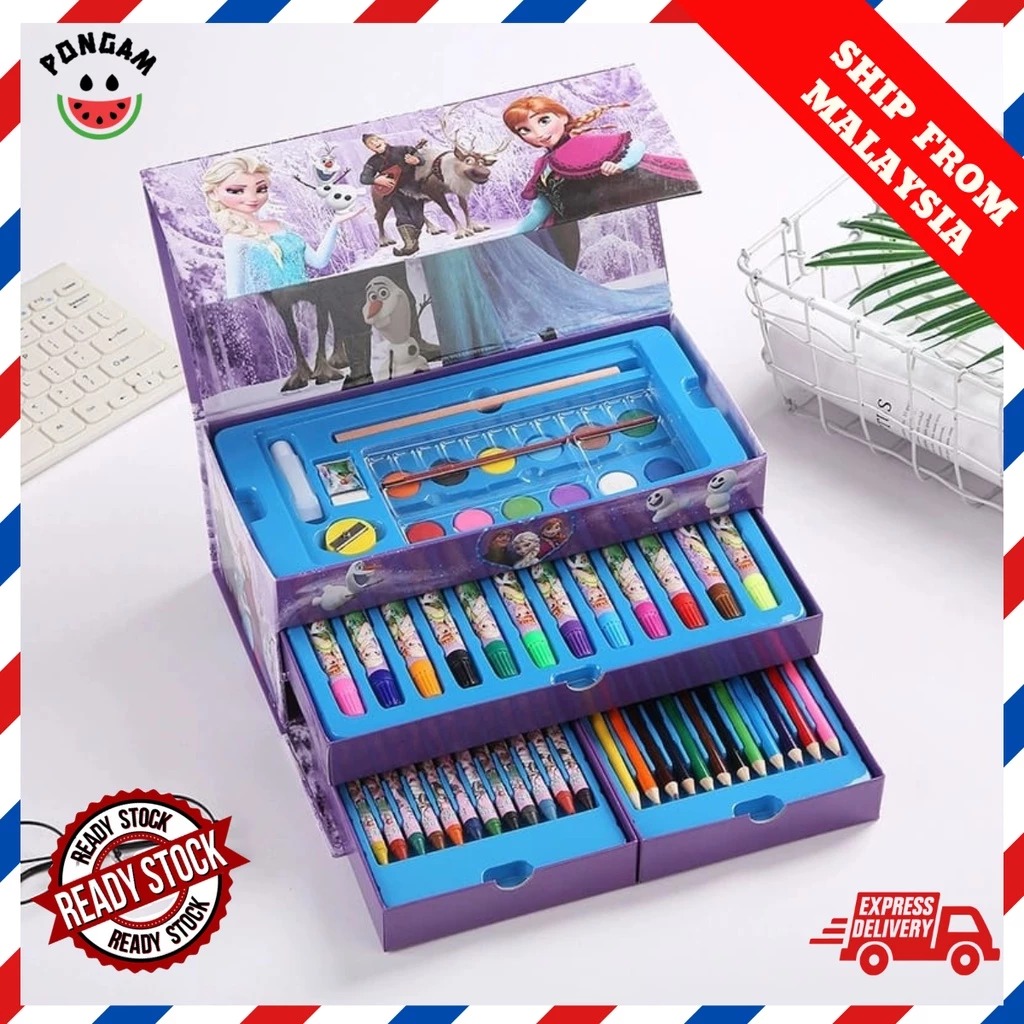 PONGAM
SHIP FROM
MALAYSIA
READY STOCK
READY STOCK
READY STOCK
EXPRESS
DELIVERY